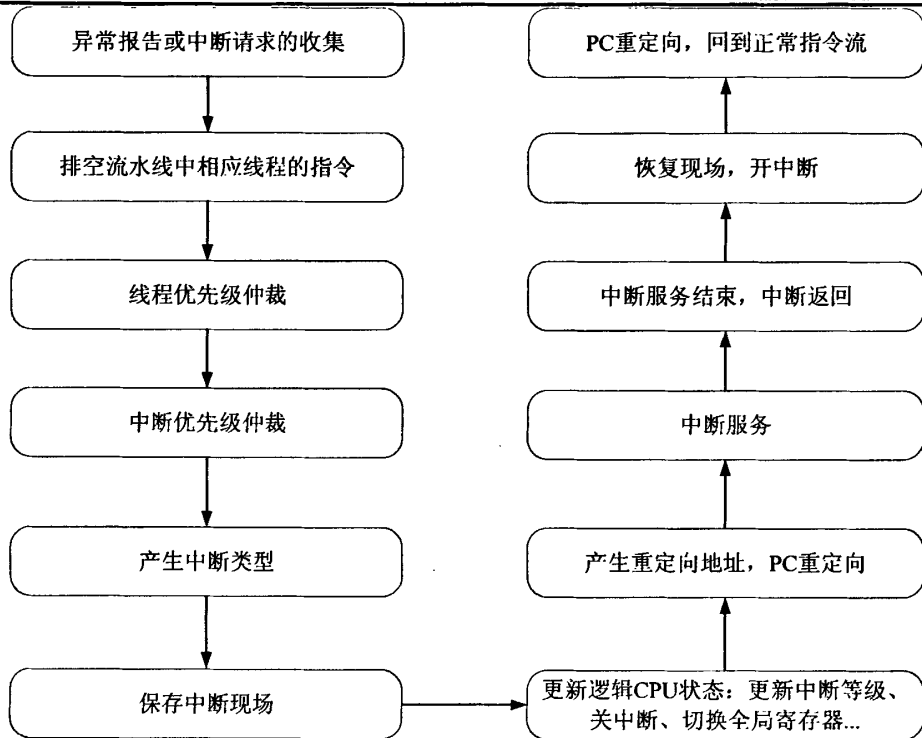 异常报告或中断请求的收集
排空流水线中相应线程的指令
线程优先级仲裁
中断优先级仲裁
产生中断类型
保存中断现场
更新逻辑CPU状态：更新中断等级、
关中断、切换全局寄存器...
产生重定向地址，PC重定向
中断服务
中断服务结束，中断返回
恢复现场，开中断
PC重定向，回到正常指令流